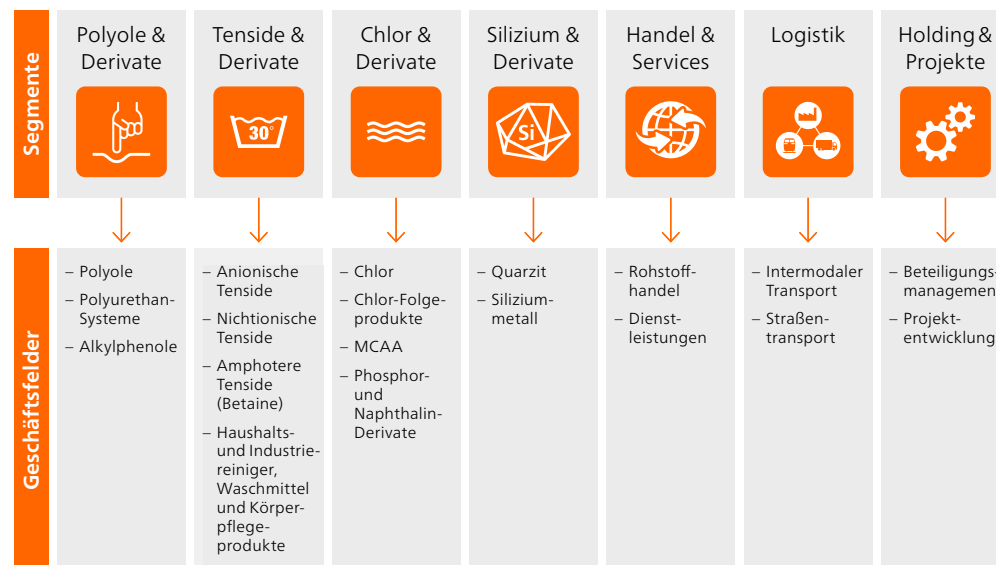 Segmente
Polyole &
Derivate
Tenside &
Derivate
30°
Chlor &
Derivate
Silizium &
Derivate
Si
Handel &
Services
Logistik
Holding &
Projekte
Geschäftsfelder
– Polyole
– Polyurethan-
Systeme
– Alkylphenole
– Anionische
Tenside
– Nichtionische
Tenside
– Amphotere
Tenside
(Betaine)
– Haushalts-
und Industrie-
reiniger,
Waschmittel
und Körper-
pflege-
produkte
– Chlor
– Chlor-Folge-
produkte
– MCAA
– Phosphor-
und
Naphthalin-
Derivate
– Quarzit
– Silizium-
metall
– Rohstoff-
handel
– Dienst-
leistungen
– Intermodaler
Transport
– Straßen-
transport
– Beteiligungs-
managemen
– Projekt-
entwicklung